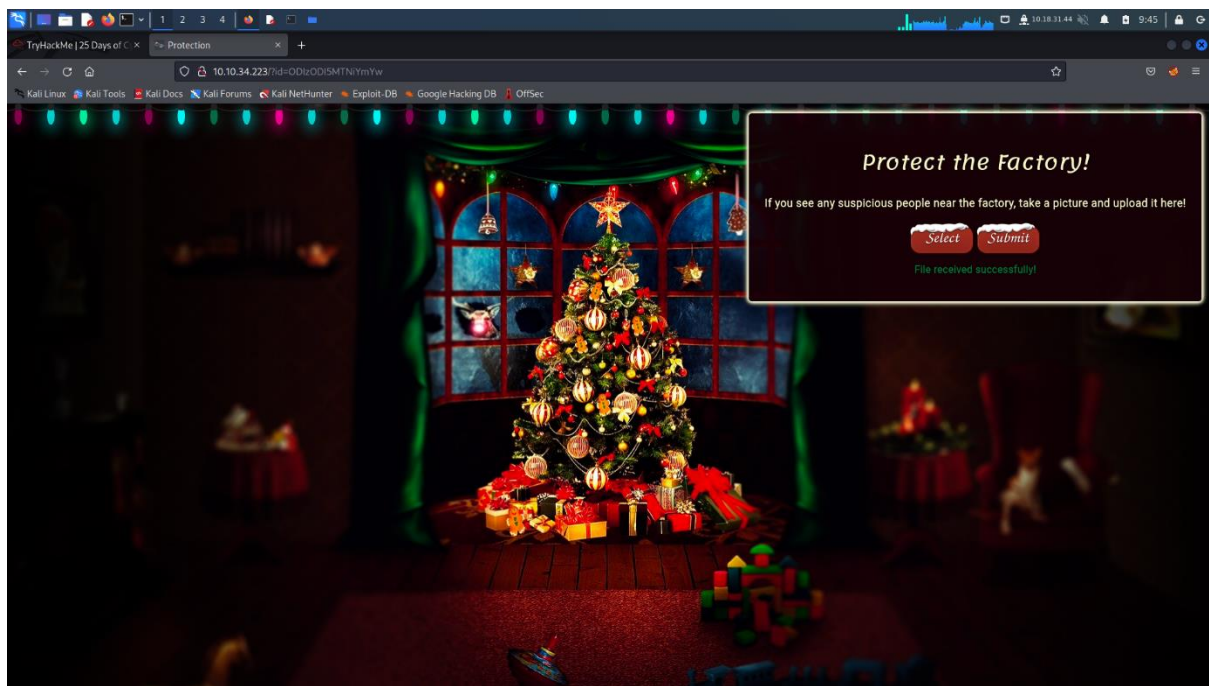 1 2 3 4
10.18.31.44
9:45
TryHackMe | 25 Days of C
Protection
10.10.34.223/?id=ODIzODI5MTNiYmYw
Kali Linux Kali Tools Kali Docs Kali Forums Kali NetHunter Exploit-DB Google Hacking DB OffSec
Protect the Factory!
If you see any suspicious people near the factory, take a picture and upload it here!
Select Submit
File received successfully!